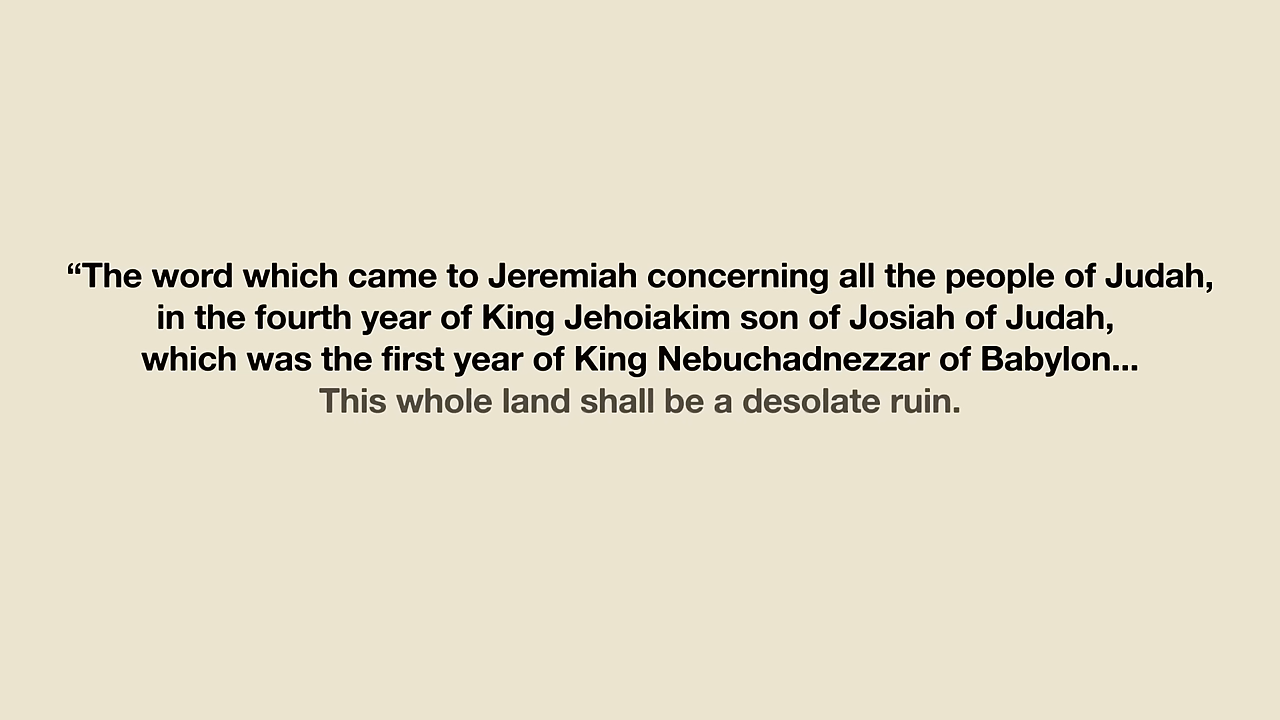 “The word which came to Jeremiah concerning all the people of Judah,
in the fourth year of King Jehoiakim son of Josiah of Judah,
which was the first year of King Nebuchadnezzar of Babylon...
This whole land shall be a desolate ruin.